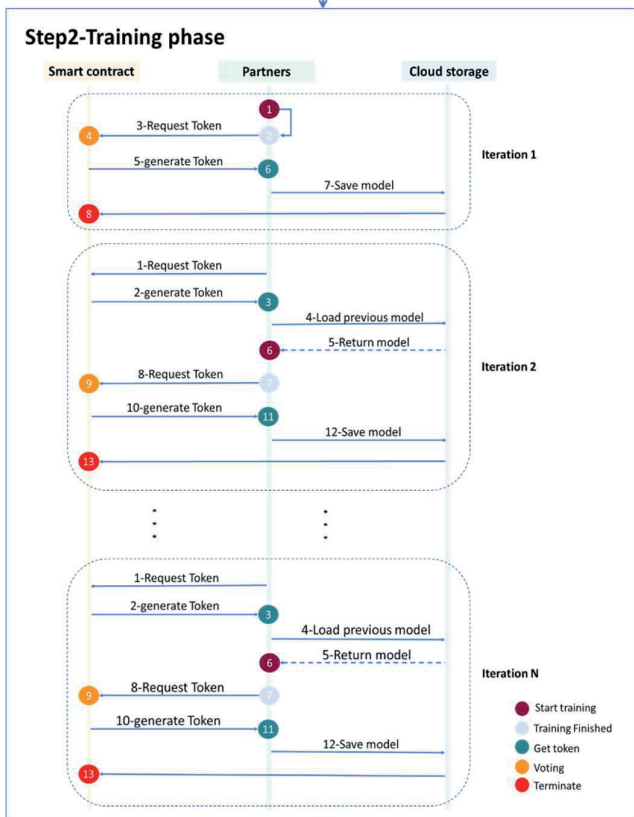 Step2-Training phase
Smart contract
Partners
Cloud storage
1
3-Request Token
4
2
5-generate Token
6
Iteration 1
7-Save model
8
1-Request Token
2-generate Token
3
4-Load previous model
5-Return model
6
Iteration 2
8-Request Token
9
7
10-generate Token
11
12-Save model
13
1-Request Token
2-generate Token
3
4-Load previous model
5-Return model
6
Iteration N
8-Request Token
9
7
10-generate Token
11
12-Save model
13
Start training
Training Finished
Get token
Voting
Terminate